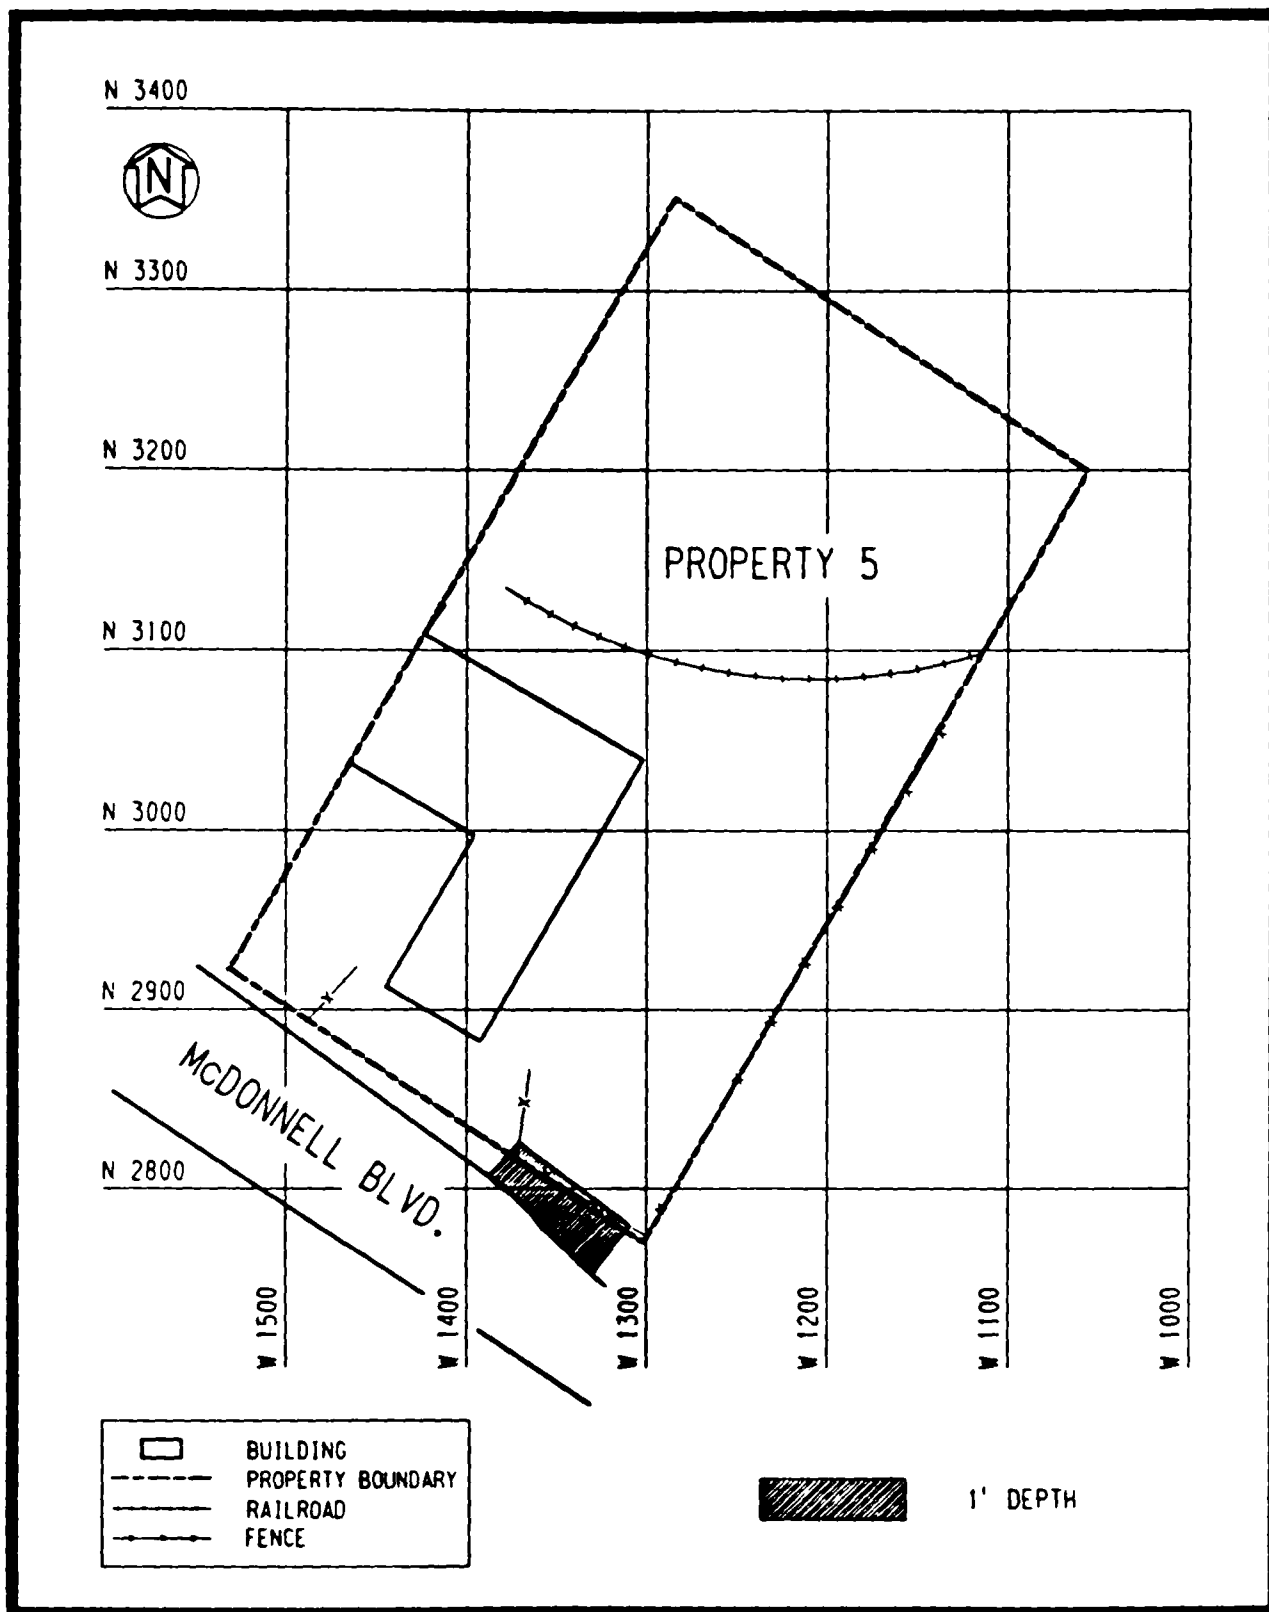 N 3400
N
N 3300
N 3200
PROPERTY 5
N 3100
N 3000
N 2900
McDONNELL BLVD.
N 2800
W 1500
W 1400
W 1300
W 1200
W 1100
W 1000
BUILDING
PROPERTY BOUNDARY
RAILROAD
FENCE
1' DEPTH